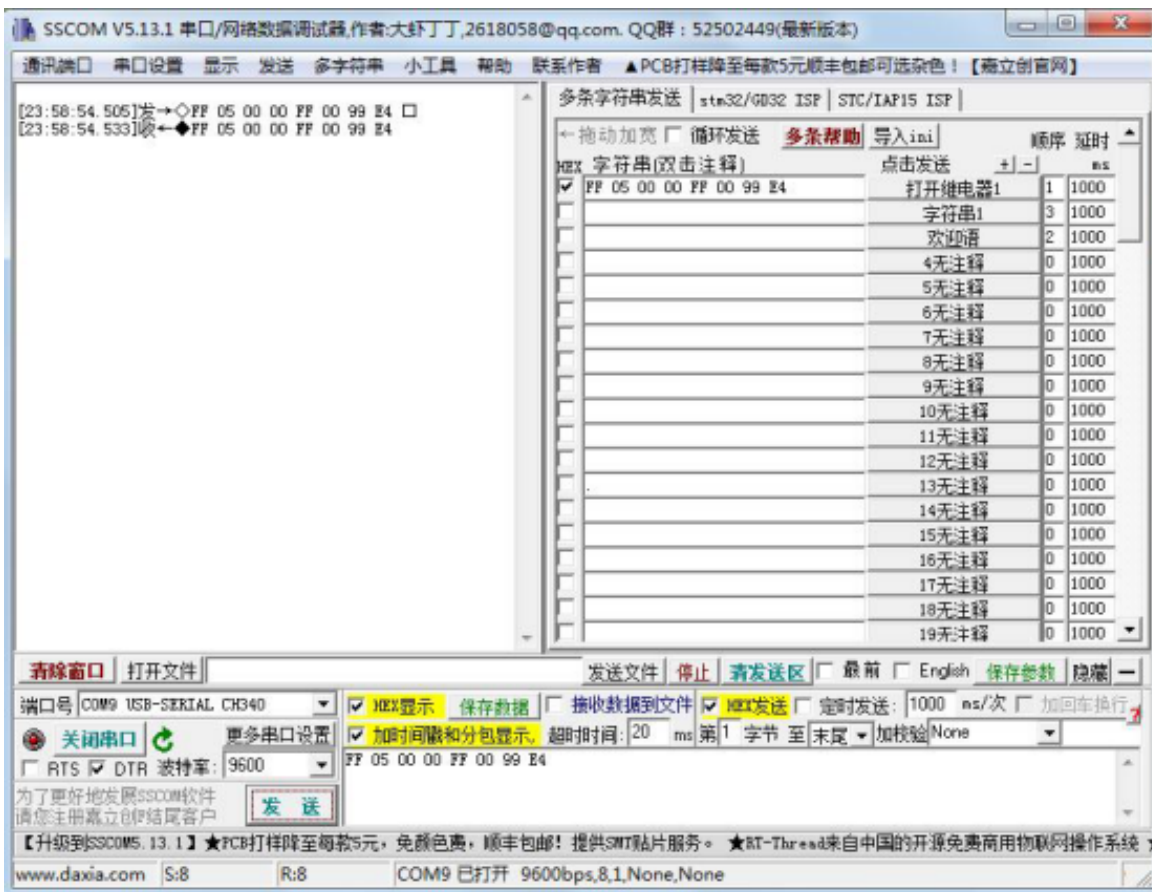 SSCOM V5.13.1 串口/网络数据调试器,作者:大虾丁丁,2618058@qq.com. QQ群：52502449(最新版本)
通讯端口 串口设置 显示 发送 多字符串 小工具 帮助 联系作者 ▲PCB打样降至每款5元顺丰包邮可选杂色！【嘉立创官网】
[23:58:54.505]发→◇FF 05 00 00 FF 00 99 E4 □
[23:58:54.533]收←◆FF 05 00 00 FF 00 99 E4
多条字符串发送 stm32/GD32 ISP STC/IAP15 ISP
←拖动加宽 循环发送 多条帮助 导入ini 顺序 延时
HEX 字符串(双击注释) 点击发送 + - ms
FF 05 00 00 FF 00 99 E4 打开继电器1 1 1000
字符串1 3 1000
欢迎语 2 1000
4无注释 0 1000
5无注释 0 1000
6无注释 0 1000
7无注释 0 1000
8无注释 0 1000
9无注释 0 1000
10无注释 0 1000
11无注释 0 1000
12无注释 0 1000
. 13无注释 0 1000
14无注释 0 1000
15无注释 0 1000
16无注释 0 1000
17无注释 0 1000
18无注释 0 1000
19无注释 0 1000
清除窗口 打开文件 发送文件 停止 清发送区 最前 English 保存参数 隐藏 —
端口号 COM9 USB-SERIAL CH340 HEX显示 保存数据 接收数据到文件 HEX发送 定时发送: 1000 ms/次 加回车换行 ?
关闭串口 更多串口设置 加时间戳和分包显示, 超时时间: 20 ms 第1 字节 至 末尾 加校验 None
RTS DTR 波特率: 9600
FF 05 00 00 FF 00 99 E4
为了更好地发展SSCOM软件
请您注册嘉立创F结尾客户
发 送
【升级到SSCOM5.13.1】★PCB打样降至每款5元，免颜色费，顺丰包邮！提供SMT贴片服务。 ★RT-Thread来自中国的开源免费商用物联网操作系统
www.daxia.com S:8 R:8 COM9 已打开 9600bps,8,1,None,None